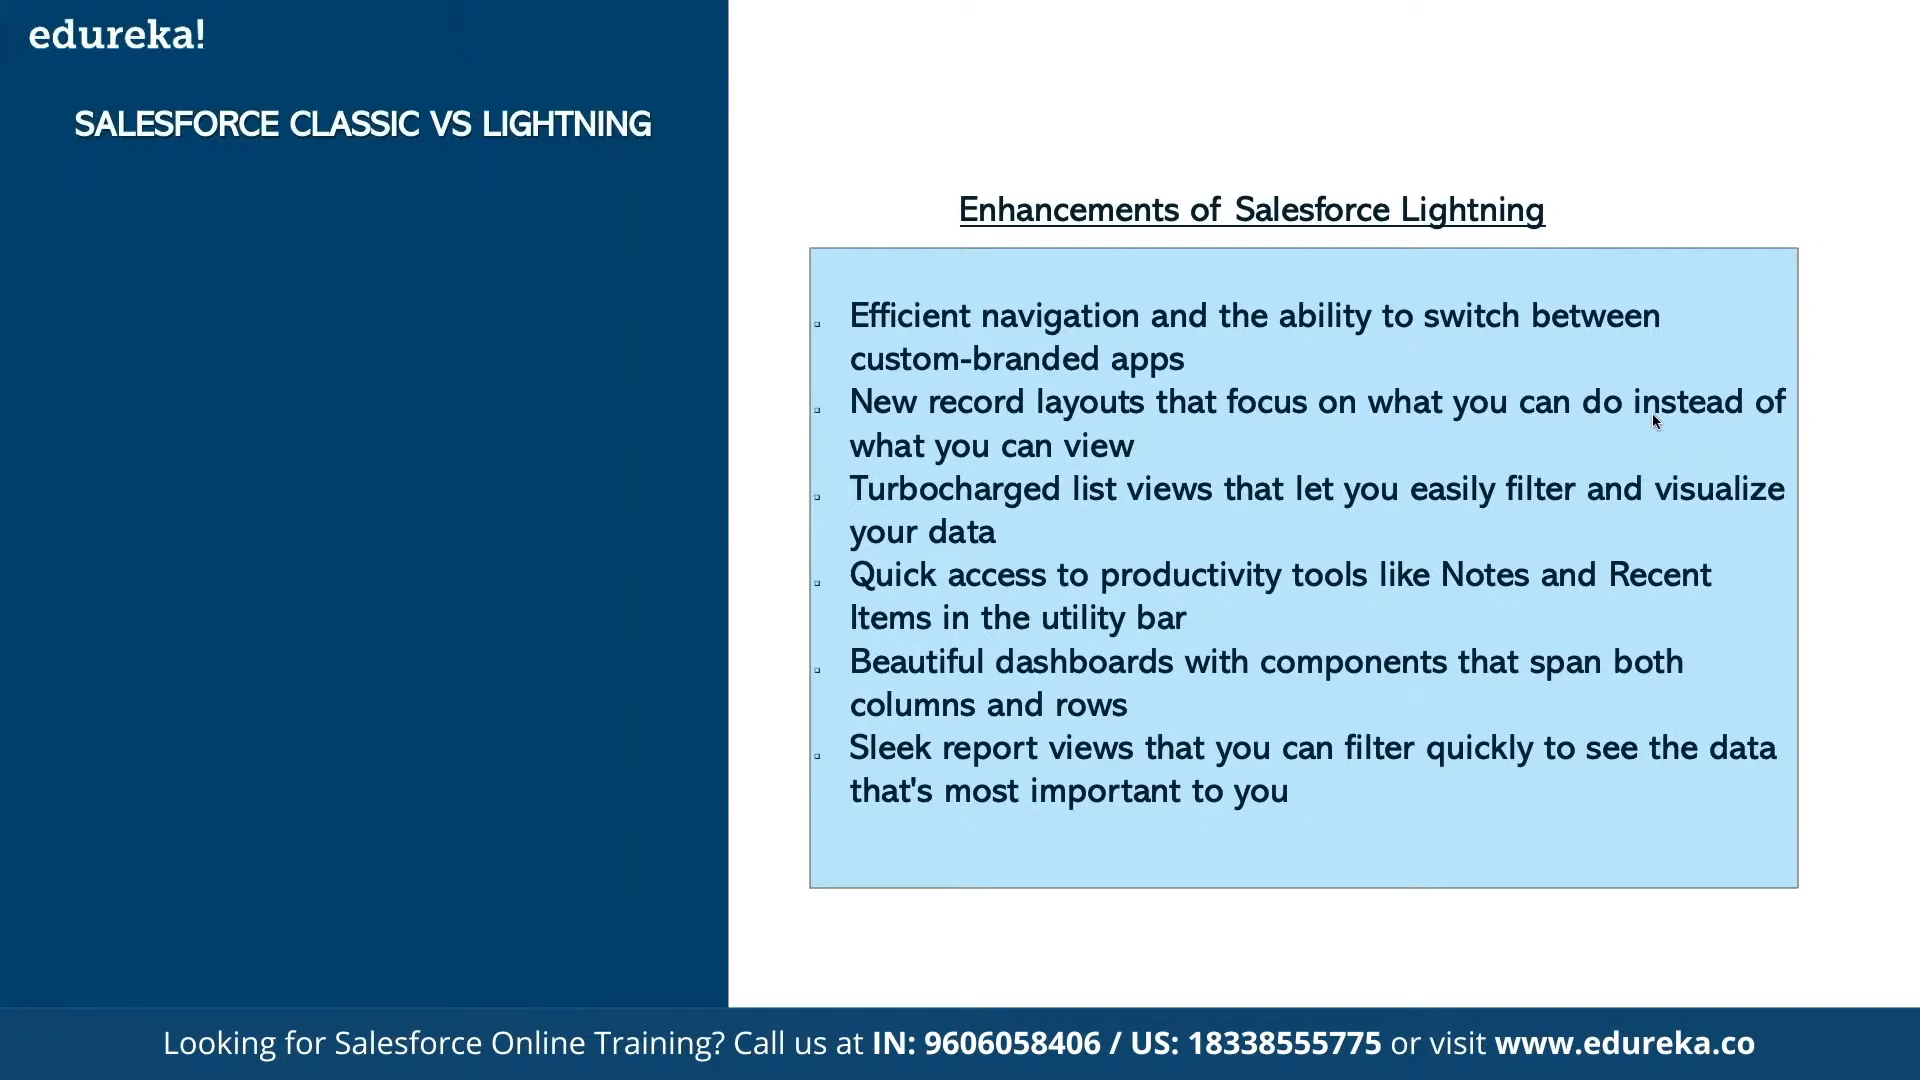 edureka!
SALESFORCE CLASSIC VS LIGHTNING
Enhancements of Salesforce Lightning
Efficient navigation and the ability to switch between
custom-branded apps
New record layouts that focus on what you can do instead of
what you can view
Turbocharged list views that let you easily filter and visualize
your data
Quick access to productivity tools like Notes and Recent
Items in the utility bar
Beautiful dashboards with components that span both
columns and rows
Sleek report views that you can filter quickly to see the data
that's most important to you
Looking for Salesforce Online Training? Call us at IN: 9606058406 / US: 18338555775 or visit www.edureka.co